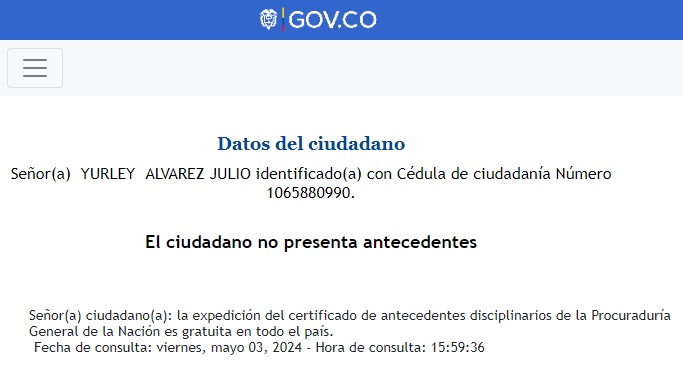 GOV.CO
Datos del ciudadano
Señor(a)  YURLEY  ALVAREZ JULIO identificado(a) con Cédula de ciudadanía Número
1065880990.
El ciudadano no presenta antecedentes
Señor(a) ciudadano(a): la expedición del certificado de antecedentes disciplinarios de la Procuraduría
General de la Nación es gratuita en todo el país.
Fecha de consulta: viernes, mayo 03, 2024 - Hora de consulta: 15:59:36